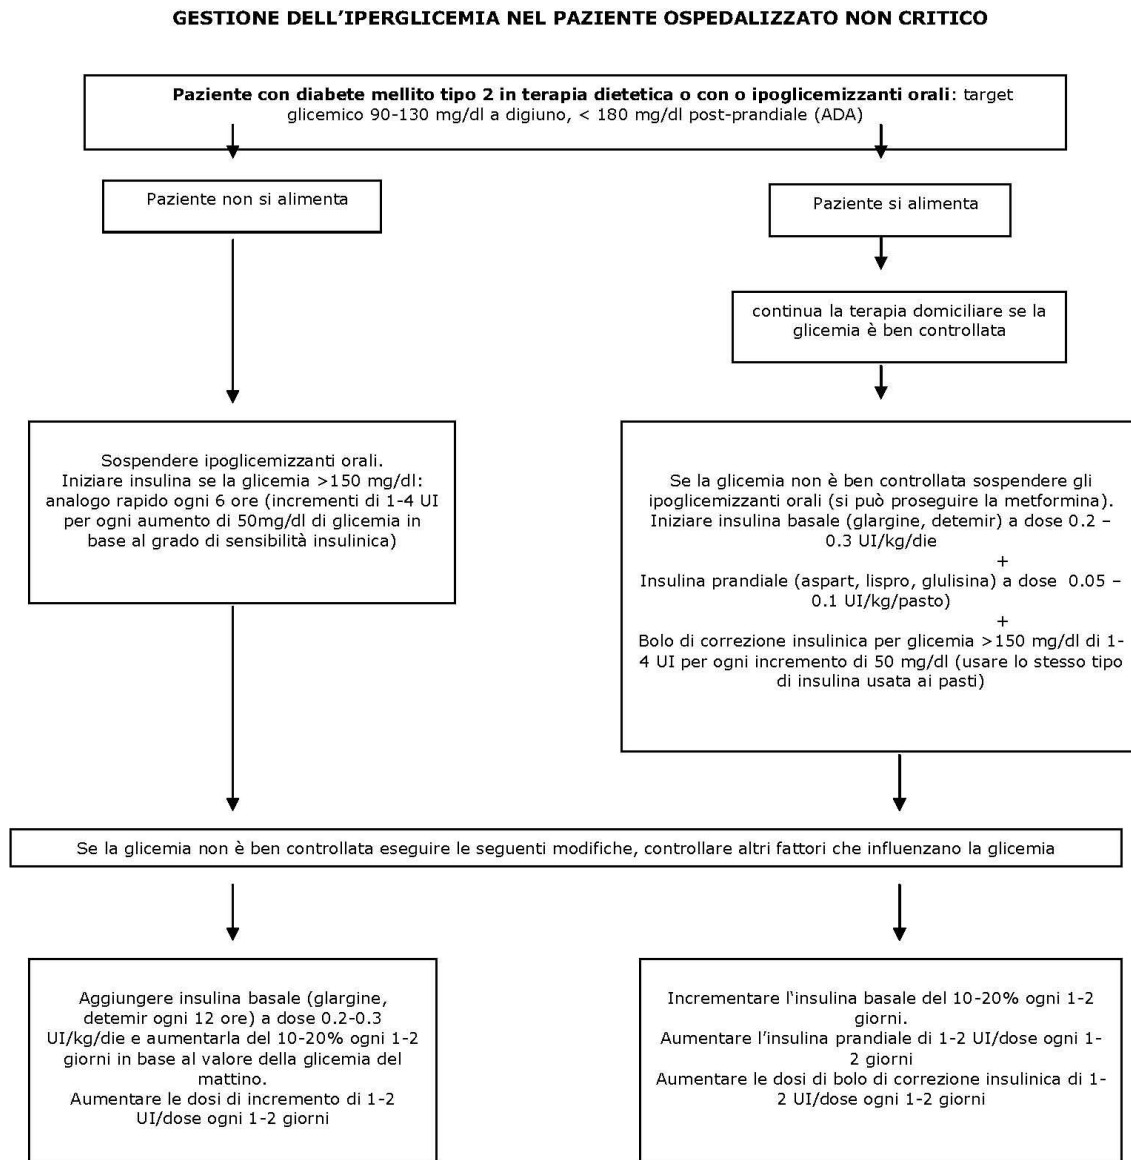 GESTIONE DELL'IPERGLICEMIA NEL PAZIENTE OSPEDALIZZATO NON CRITICO
Paziente con diabete mellito tipo 2 in terapia dietetica o con o ipoglicemizzanti orali: target
glicemico 90-130 mg/dl a digiuno, < 180 mg/dl post-prandiale (ADA)
Paziente non si alimenta
Paziente si alimenta
continua la terapia domiciliare se la
glicemia è ben controllata
Sospendere ipoglicemizzanti orali.
Iniziare insulina se la glicemia >150 mg/dl:
analogo rapido ogni 6 ore (incrementi di 1-4 UI
per ogni aumento di 50mg/dl di glicemia in
base al grado di sensibilità insulinica)
Se la glicemia non è ben controllata sospendere gli
ipoglicemizzanti orali (si può proseguire la metformina).
Iniziare insulina basale (glargine, detemir) a dose 0.2 –
0.3 UI/kg/die
+
Insulina prandiale (aspart, lispro, glulisina) a dose 0.05 –
0.1 UI/kg/pasto)
+
Bolo di correzione insulinica per glicemia >150 mg/dl di 1-
4 UI per ogni incremento di 50 mg/dl (usare lo stesso tipo
di insulina usata ai pasti)
Se la glicemia non è ben controllata eseguire le seguenti modifiche, controllare altri fattori che influenzano la glicemia
Aggiungere insulina basale (glargine,
detemir ogni 12 ore) a dose 0.2-0.3
UI/kg/die e aumentarla del 10-20% ogni 1-2
giorni in base al valore della glicemia del
mattino.
Aumentare le dosi di incremento di 1-2
UI/dose ogni 1-2 giorni
Incrementare l'insulina basale del 10-20% ogni 1-2
giorni.
Aumentare l'insulina prandiale di 1-2 UI/dose ogni 1-
2 giorni
Aumentare le dosi di bolo di correzione insulinica di 1-
2 UI/dose ogni 1-2 giorni